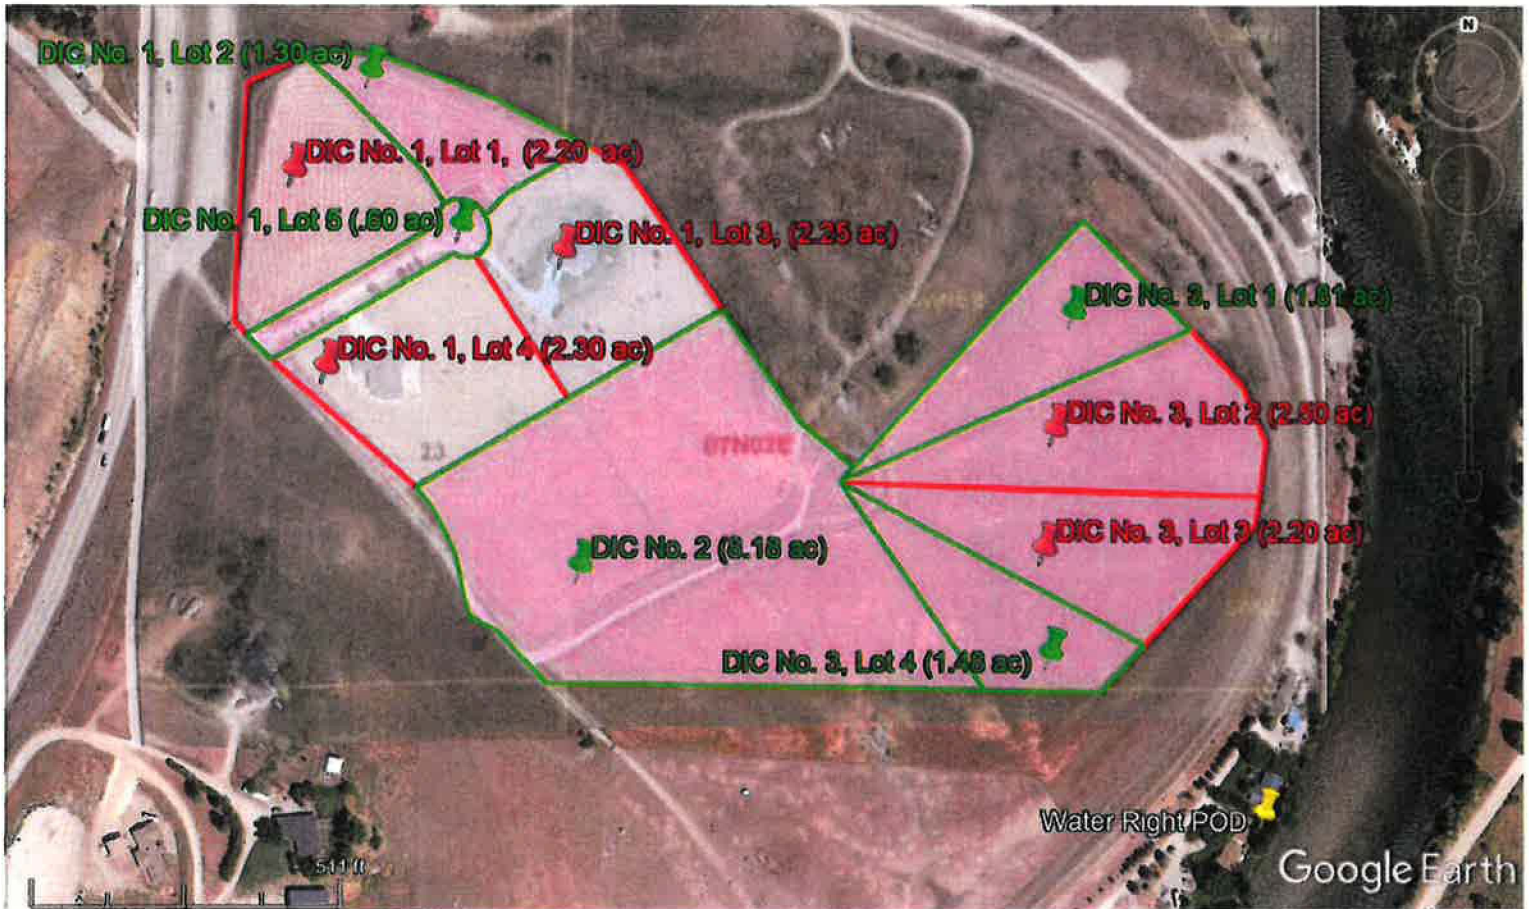 N
DIC No. 1, Lot 2 (1.30 ac)
DIC No. 1, Lot 1, (2.20 ac)
DIC No. 1, Lot 5 (.60 ac)
DIC No. 1, Lot 3, (2.25 ac)
DIC No. 3, Lot 1 (1.81 ac)
DIC No. 1, Lot 4 (2.30 ac)
DIC No. 3, Lot 2 (2.50 ac)
23
07N02E
DIC No. 3, Lot 3 (2.20 ac)
DIC No. 2 (8.18 ac)
DIC No. 3, Lot 4 (1.48 ac)
Water Right POD
511 ft
Google Earth